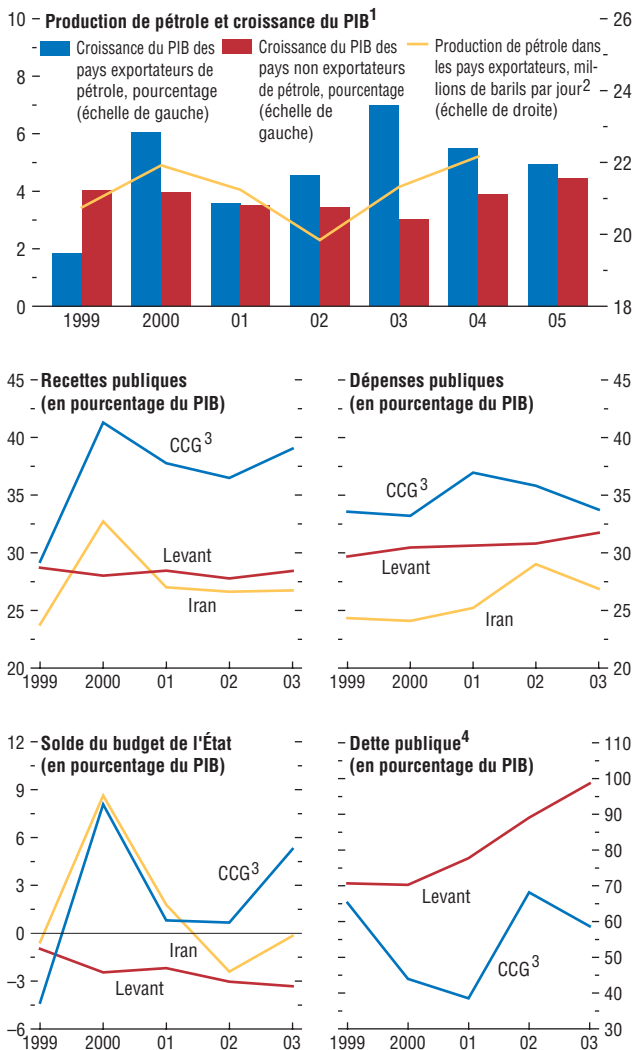 Production de pétrole et croissance du PIB1
Croissance du PIB des
pays exportateurs de
pétrole, pourcentage
(échelle de gauche)
Croissance du PIB des
pays non exportateurs
de pétrole, pourcentage
(échelle de
gauche)
Production de pétrole dans
les pays exportateurs, mil-
lions de barils par jour2
(échelle de droite)
10
8
6
4
2
0
26
24
22
20
18
1999 2000 01 02 03 04 05
Recettes publiques
(en pourcentage du PIB)
45
40
35
30
25
20
CCG3
Levant
Iran
1999 2000 01 02 03
Dépenses publiques
(en pourcentage du PIB)
45
40
35
30
25
20
CCG3
Levant
Iran
1999 2000 01 02 03
Solde du budget de l'État
(en pourcentage du PIB)
12
9
6
3
0
–3
–6
CCG3
Iran
Levant
1999 2000 01 02 03
Dette publique4
(en pourcentage du PIB)
110
100
90
80
70
60
50
40
30
Levant
CCG3
1999 2000 01 02 03